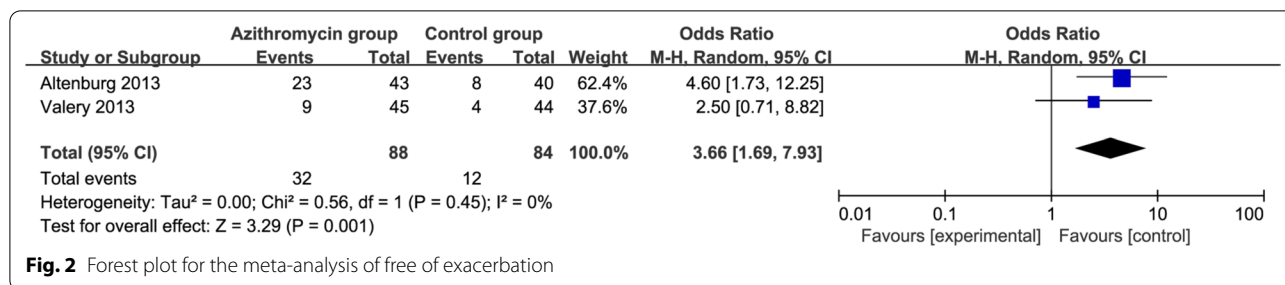 Azithromycin group Control group Odds Ratio Odds Ratio
Study or Subgroup Events Total Events Total Weight M-H, Random, 95% CI M-H, Random, 95% CI
Altenburg 2013 23 43 8 40 62.4% 4.60 [1.73, 12.25]
Valery 2013 9 45 4 44 37.6% 2.50 [0.71, 8.82]
Total (95% CI) 88 84 100.0% 3.66 [1.69, 7.93]
Total events 32 12
Heterogeneity: Tau² = 0.00; Chi² = 0.56, df = 1 (P = 0.45); I² = 0%
Test for overall effect: Z = 3.29 (P = 0.001)
0.01 0.1 1 10 100
Favours [experimental] Favours [control]
Fig. 2 Forest plot for the meta-analysis of free of exacerbation